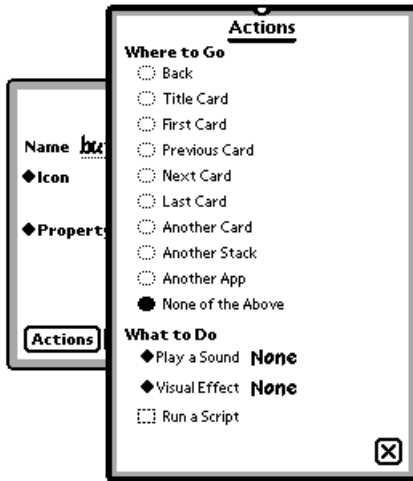 Actions
Where to Go
Back
Title Card
First Card
Previous Card
Next Card
Last Card
Another Card
Another Stack
Another App
None of the Above
What to Do
◆Play a Sound None
◆Visual Effect None
Run a Script
Name
◆Icon
◆Property
Actions